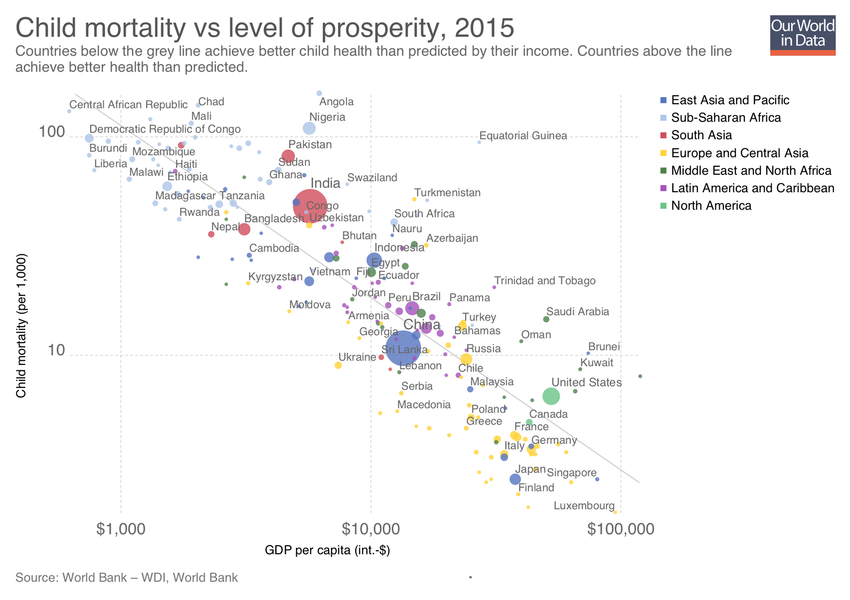 Child mortality vs level of prosperity, 2015
Countries below the grey line achieve better child health than predicted by their income. Countries above the line
achieve better health than predicted.
Our World
in Data
Child mortality (per 1,000)
100
10
Central African Republic
Chad
Angola
Mali
Nigeria
Democratic Republic of Congo
Equatorial Guinea
Burundi
Mozambique
Pakistan
Liberia
Haiti
Sudan
Malawi
Ethiopia
Ghana
India
Swaziland
Madagascar
Tanzania
Turkmenistan
Rwanda
Congo
Bangladesh
Uzbekistan
South Africa
Nepal
Nauru
Bhutan
Azerbaijan
Cambodia
Indonesia
Egypt
Kyrgyzstan
Vietnam
Fiji
Ecuador
Trinidad and Tobago
Jordan
Peru
Brazil
Panama
Moldova
Armenia
Saudi Arabia
China
Turkey
Georgia
Bahamas
Oman
Sri Lanka
Russia
Brunei
Ukraine
Lebanon
Chile
Kuwait
Serbia
Malaysia
United States
Macedonia
Poland
Greece
Canada
France
Italy
Germany
Japan
Singapore
Finland
Luxembourg
$1,000
$10,000
$100,000
GDP per capita (int.-$)
East Asia and Pacific
Sub-Saharan Africa
South Asia
Europe and Central Asia
Middle East and North Africa
Latin America and Caribbean
North America
Source: World Bank – WDI, World Bank